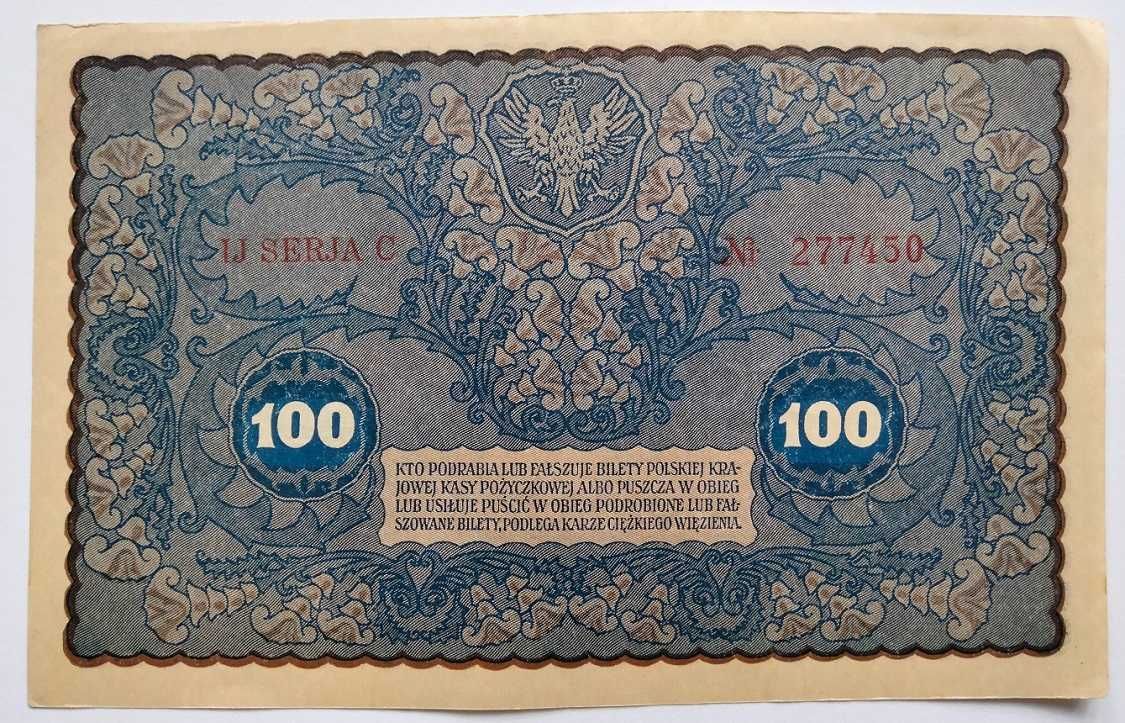 IJ SERJA C № 277450
100 100
KTO PODRABIA LUB FAŁSZUJE BILETY POLSKIEJ KRA-
JOWEJ KASY POŻYCZKOWEJ ALBO PUSZCZA W OBIEG
LUB USIŁUJE PUŚCIĆ W OBIEG PODROBIONE LUB FAŁ-
SZOWANE BILETY, PODLEGA KARZE CIĘŻKIEGO WIĘZIENIA.